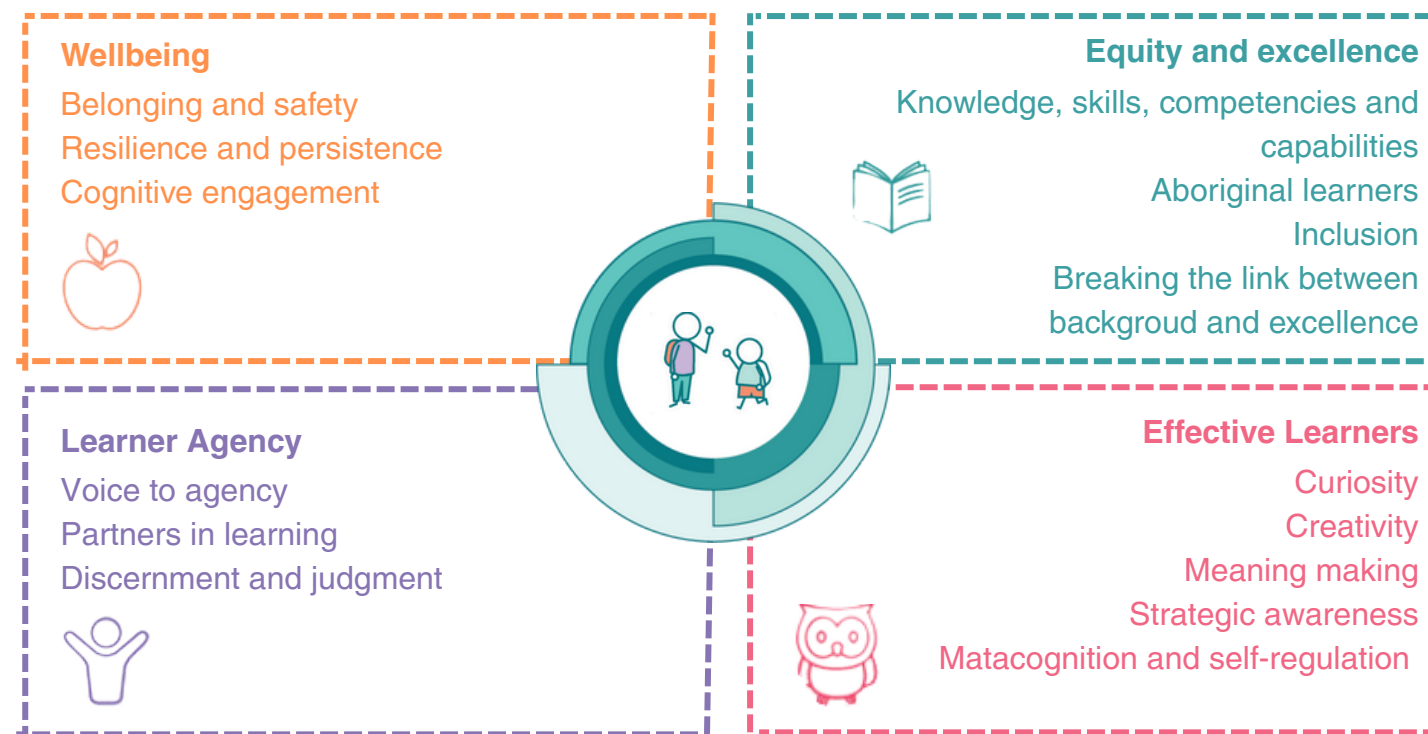 Wellbeing
Belonging and safety
Resilience and persistence
Cognitive engagement
Equity and excellence
Knowledge, skills, competencies and
capabilities
Aboriginal learners
Inclusion
Breaking the link between
backgroud and excellence
Learner Agency
Voice to agency
Partners in learning
Discernment and judgment
Effective Learners
Curiosity
Creativity
Meaning making
Strategic awareness
Matacognition and self-regulation